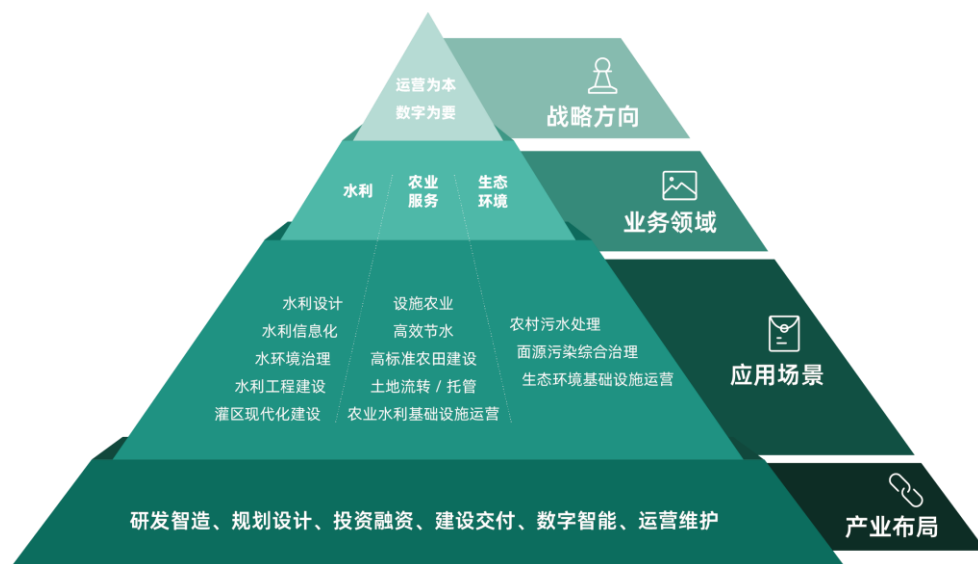 运营为本
数字为要
战略方向
水利
农业
服务
生态
环境
业务领域
水利设计
水利信息化
水环境治理
水利工程建设
灌区现代化建设
设施农业
高效节水
高标准农田建设
土地流转 / 托管
农业水利基础设施运营
农村污水处理
面源污染综合治理
生态环境基础设施运营
应用场景
研发智造、规划设计、投资融资、建设交付、数字智能、运营维护
产业布局